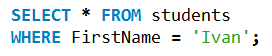 SELECT * FROM students
WHERE FirstName = 'Ivan';